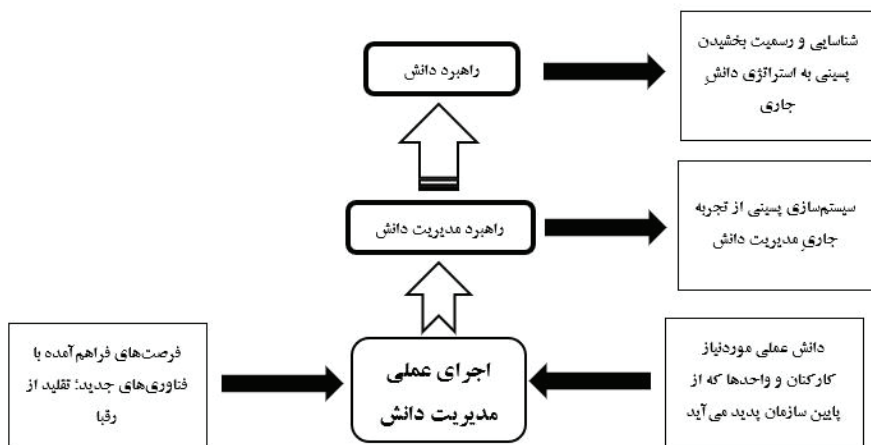 شناسایی و رسمیت بخشیدن
پسینی به استراتژی دانشِ
جاری
راهبرد دانش
سیستم‌سازی پسینی از تجربه
جاریِ مدیریت دانش
راهبرد مدیریت دانش
دانش عملی موردنیاز
کارکنان و واحدها که از
پایین سازمان پدید می‌آید
اجرای عملی
مدیریت دانش
فرصت‌های فراهم‌آمده با
فناوری‌های جدید؛ تقلید از
رقبا